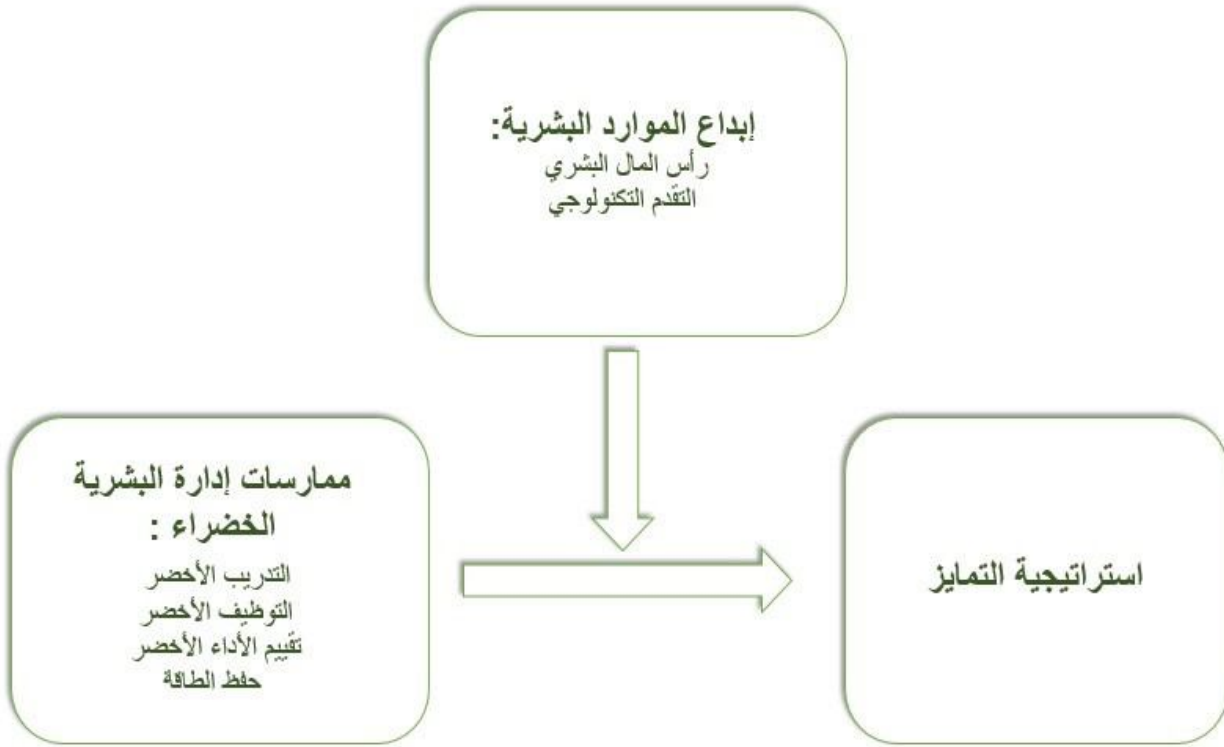 إبداع الموارد البشرية:
رأس المال البشري
التقدم التكنولوجي
ممارسات إدارة البشرية
الخضراء :
التدريب الأخضر
التوظيف الأخضر
تقييم الأداء الأخضر
حفظ الطاقة
استراتيجية التمايز